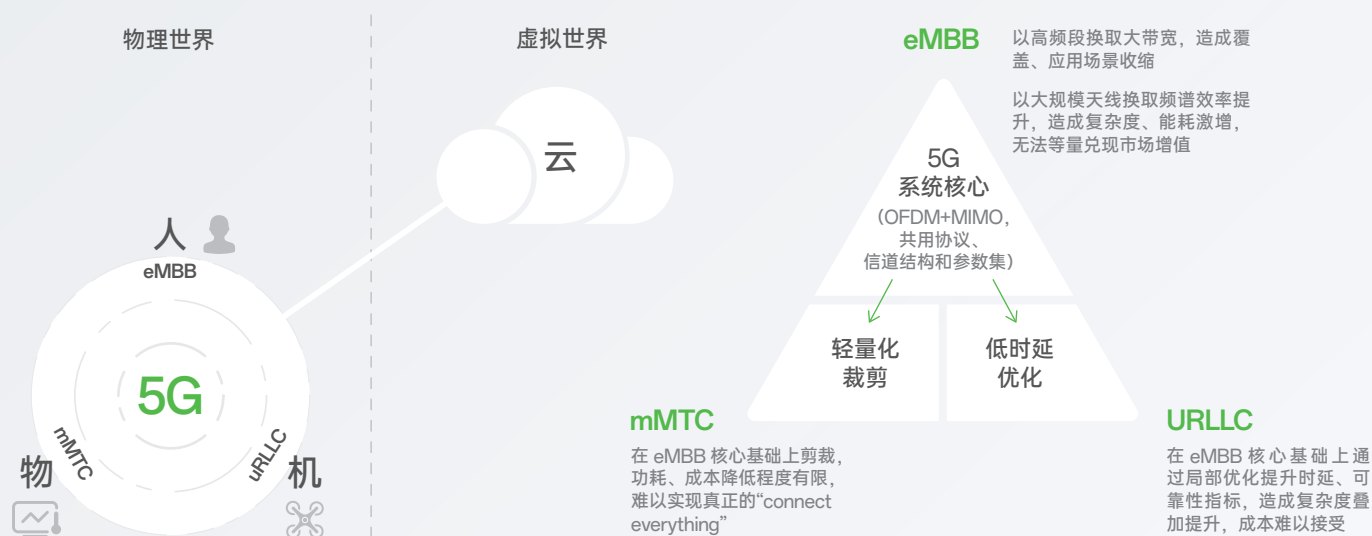 物理世界
虚拟世界
云
人
eMBB
5G
mMTC
uRLLC
物
机
eMBB
以高频段换取大带宽，造成覆
盖、应用场景收缩
以大规模天线换取频谱效率提
升，造成复杂度、能耗激增，
无法等量兑现市场增值
5G
系统核心
（OFDM+MIMO，
共用协议、
信道结构和参数集）
轻量化
裁剪
低时延
优化
mMTC
在 eMBB 核心基础上剪裁，
功耗、成本降低程度有限，
难以实现真正的“connect
everything”
URLLC
在 eMBB 核心基础上通
过局部优化提升时延、可
靠性指标，造成复杂度叠
加提升，成本难以接受